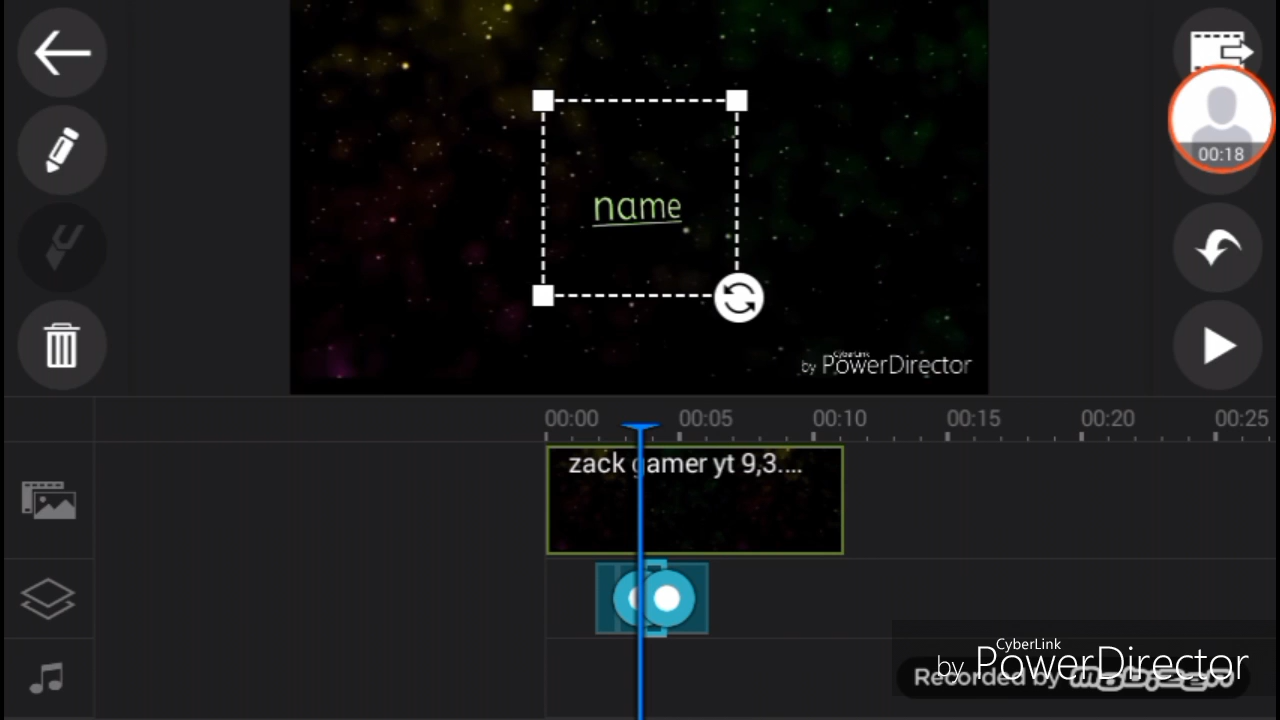 00:18
name
CyberLink
by PowerDirector
00:00 00:05 00:10 00:15 00:20 00:25
zack gamer yt 9,3....
CyberLink
by PowerDirector
Recorded by